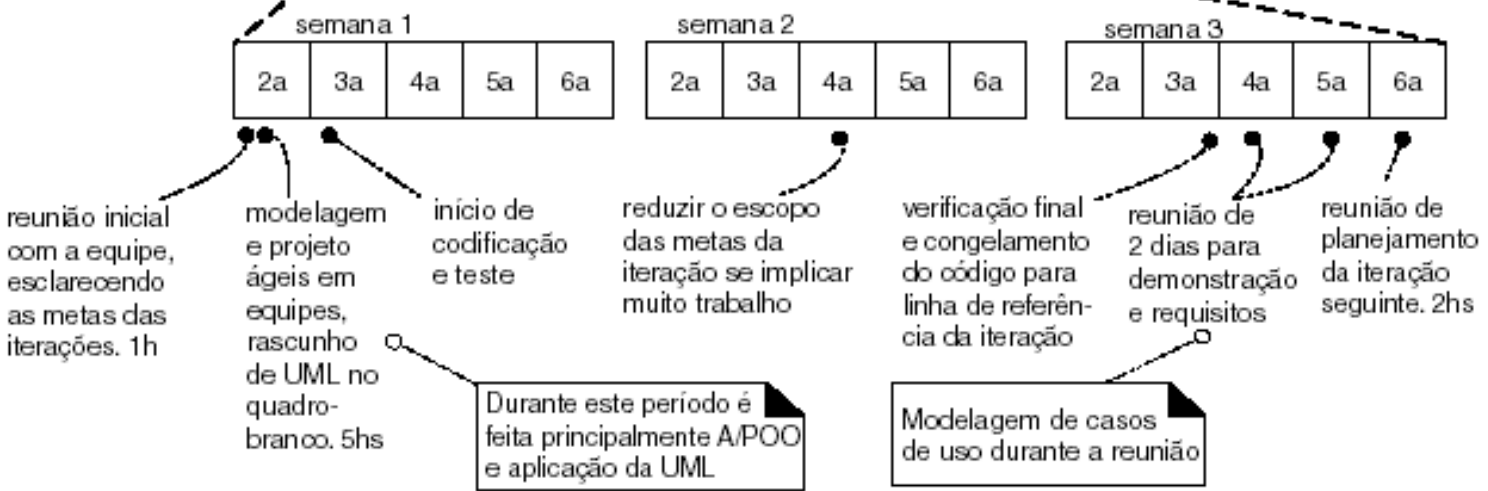 semana 1
semana 2
semana 3
2a 3a 4a 5a 6a
2a 3a 4a 5a 6a
2a 3a 4a 5a 6a
reunião inicial
com a equipe,
esclarecendo
as metas das
iterações. 1h
modelagem
e projeto
ágeis em
equipes,
rascunho
de UML no
quadro-
branco. 5hs
início de
codificação
e teste
reduzir o escopo
das metas da
iteração se implicar
muito trabalho
verificação final
e congelamento
do código para
linha de referên-
cia da iteração
reunião de
2 dias para
demonstração
e requisitos
reunião de
planejamento
da iteração
seguinte. 2hs
Durante este período é
feita principalmente A/POO
e aplicação da UML
Modelagem de casos
de uso durante a reunião